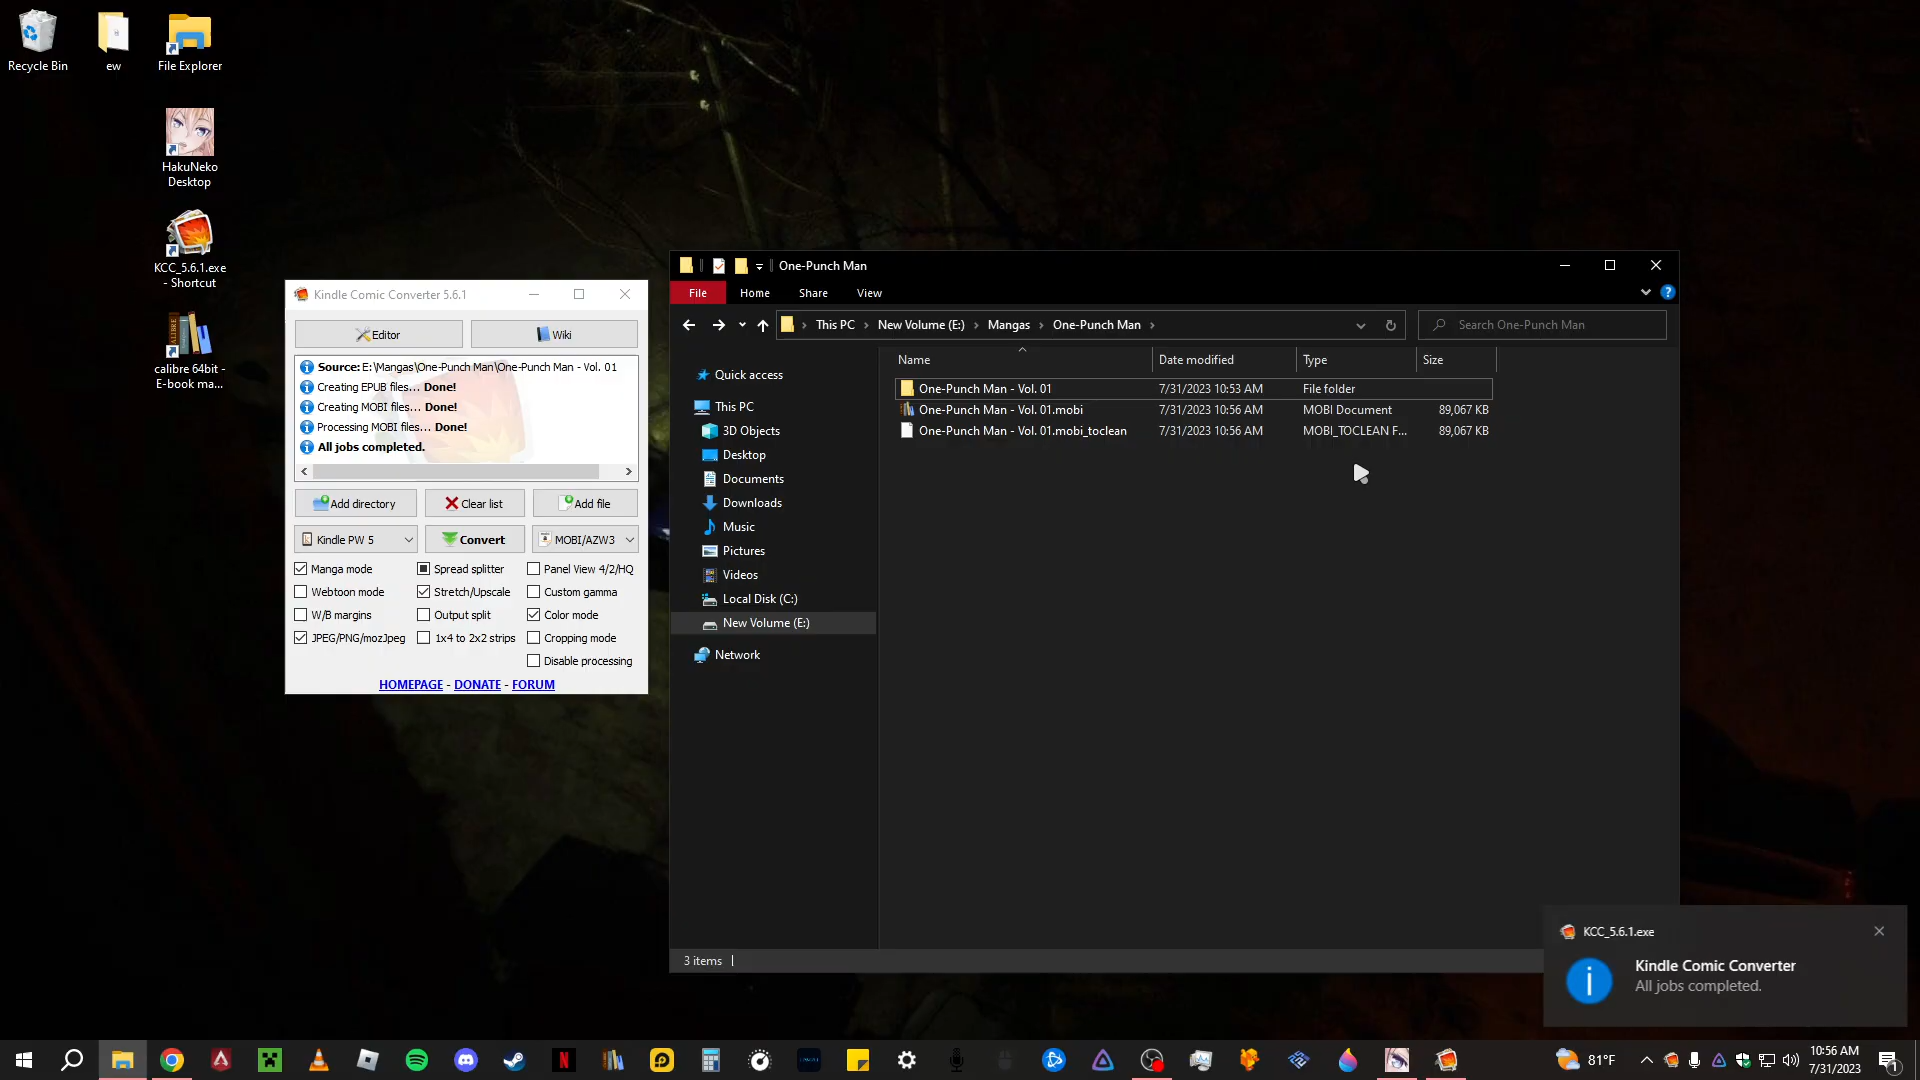 Recycle Bin
ew
File Explorer
HakuNeko
Desktop
KCC_5.6.1.exe
- Shortcut
calibre 64bit -
E-book ma...
Kindle Comic Converter 5.6.1
Editor
Wiki
Source: E:\Mangas\One-Punch Man\One-Punch Man - Vol. 01
Creating EPUB files... Done!
Creating MOBI files... Done!
Processing MOBI files... Done!
All jobs completed.
Add directory
Clear list
Add file
Kindle PW 5
Convert
MOBI/AZW3
Manga mode
Spread splitter
Panel View 4/2/HQ
Webtoon mode
Stretch/Upscale
Custom gamma
W/B margins
Output split
Color mode
JPEG/PNG/mozJpeg
1x4 to 2x2 strips
Cropping mode
Disable processing
HOMEPAGE - DONATE - FORUM
One-Punch Man
File
Home
Share
View
This PC
New Volume (E:)
Mangas
One-Punch Man
Search One-Punch Man
Quick access
This PC
3D Objects
Desktop
Documents
Downloads
Music
Pictures
Videos
Local Disk (C:)
New Volume (E:)
Network
Name
Date modified
Type
Size
One-Punch Man - Vol. 01
7/31/2023 10:53 AM
File folder
One-Punch Man - Vol. 01.mobi
7/31/2023 10:56 AM
MOBI Document
89,067 KB
One-Punch Man - Vol. 01.mobi_toclean
7/31/2023 10:56 AM
MOBI_TOCLEAN F...
89,067 KB
3 items
KCC_5.6.1.exe
Kindle Comic Converter
All jobs completed.
81°F
10:56 AM
7/31/2023
1